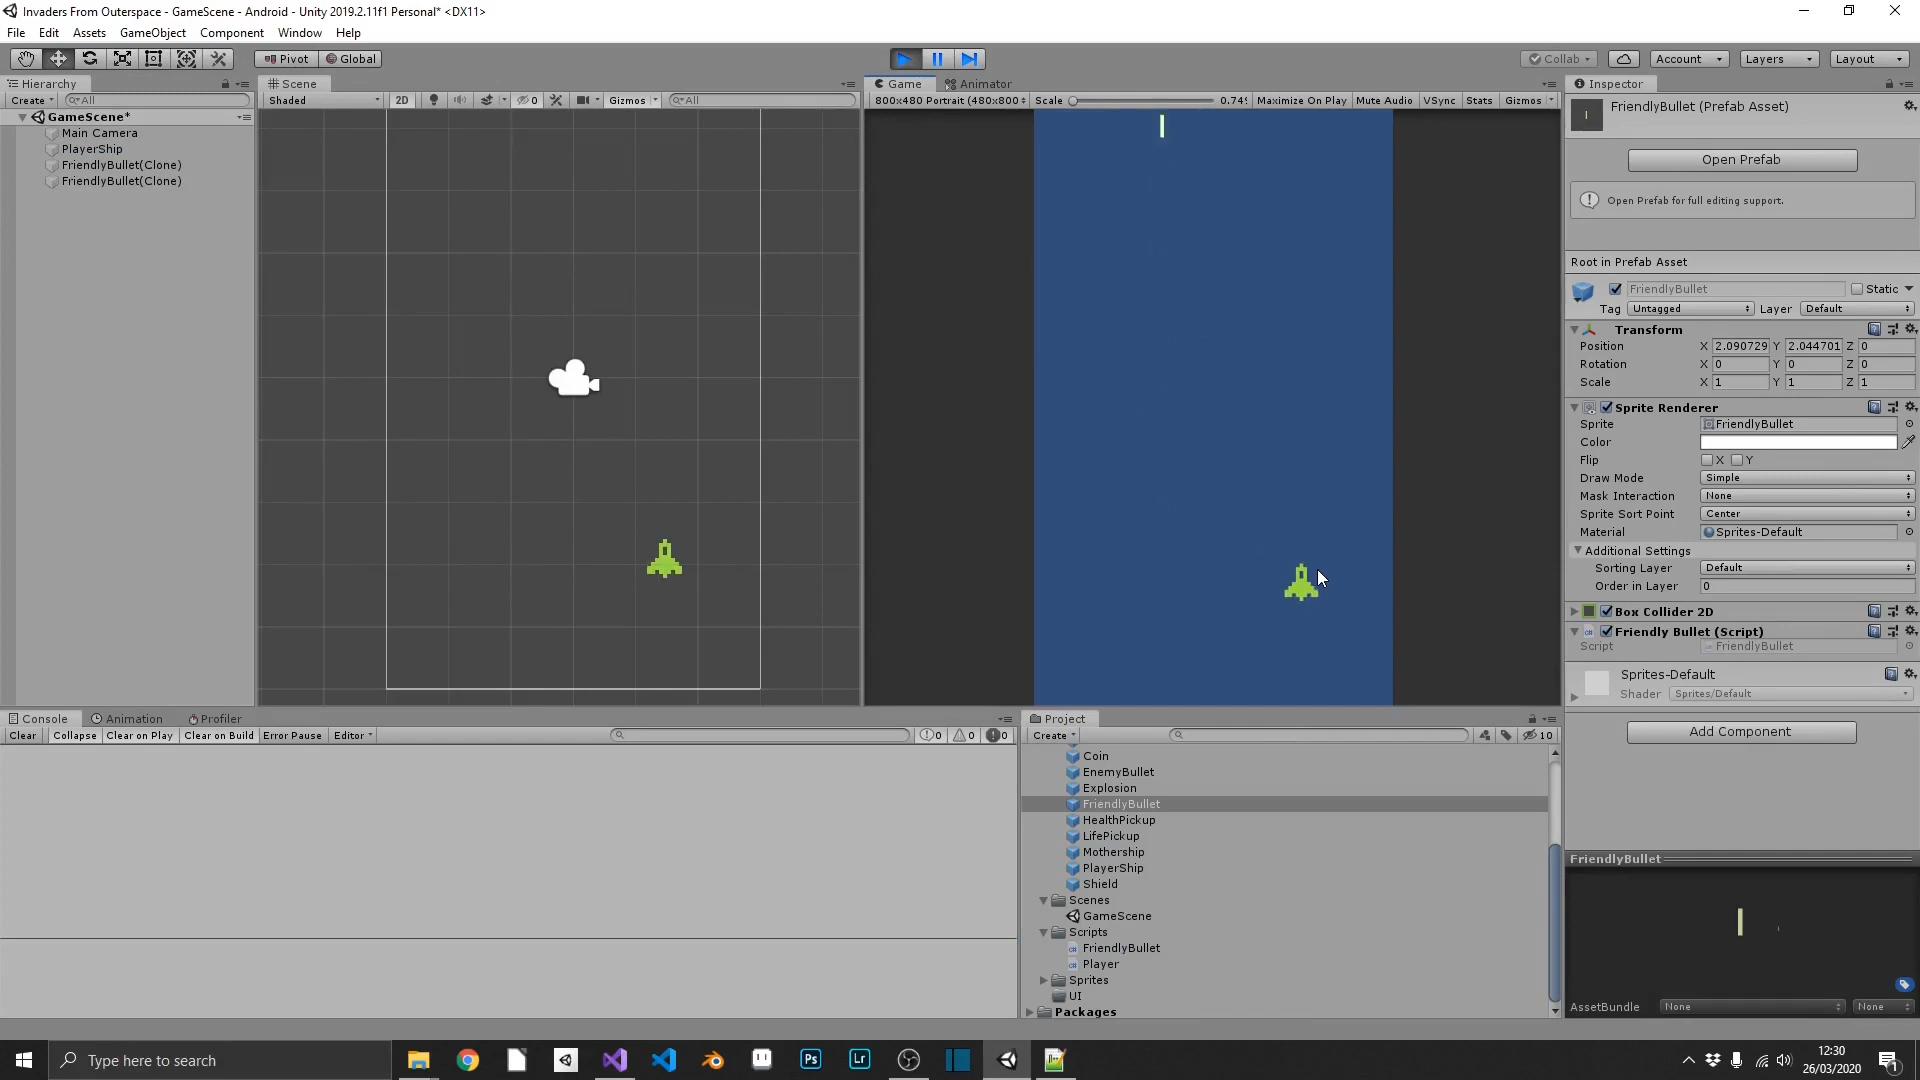 Invaders From Outerspace - GameScene - Android - Unity 2019.2.11f1 Personal* <DX11>
File Edit Assets GameObject Component Window Help
Pivot Global Collab Account Layers Layout
Hierarchy
Create All
GameScene*
Main Camera
PlayerShip
FriendlyBullet(Clone)
FriendlyBullet(Clone)
Scene
Shaded 2D 0 Gizmos All
Game Animator
800x480 Portrait (480x800 Scale 0.74 Maximize On Play Mute Audio VSync Stats Gizmos
Inspector
FriendlyBullet (Prefab Asset)
Open Prefab
Open Prefab for full editing support.
Root in Prefab Asset
FriendlyBullet Static
Tag Untagged Layer Default
Transform
Position X 2.090729 Y 2.044701 Z 0
Rotation X 0 Y 0 Z 0
Scale X 1 Y 1 Z 1
Sprite Renderer
Sprite FriendlyBullet
Color
Flip X Y
Draw Mode Simple
Mask Interaction None
Sprite Sort Point Center
Material Sprites-Default
Additional Settings
Sorting Layer Default
Order in Layer 0
Box Collider 2D
Friendly Bullet (Script)
Script FriendlyBullet
Sprites-Default
Shader Sprites/Default
Add Component
FriendlyBullet
AssetBundle None None
Console Animation Profiler
Clear Collapse Clear on Play Clear on Build Error Pause Editor 0 0 0
Project
Create 10
Coin
EnemyBullet
Explosion
FriendlyBullet
HealthPickup
LifePickup
Mothership
PlayerShip
Shield
Scenes
GameScene
Scripts
FriendlyBullet
Player
Sprites
UI
Packages
Type here to search
Ps
Lr
12:30
26/03/2020
1